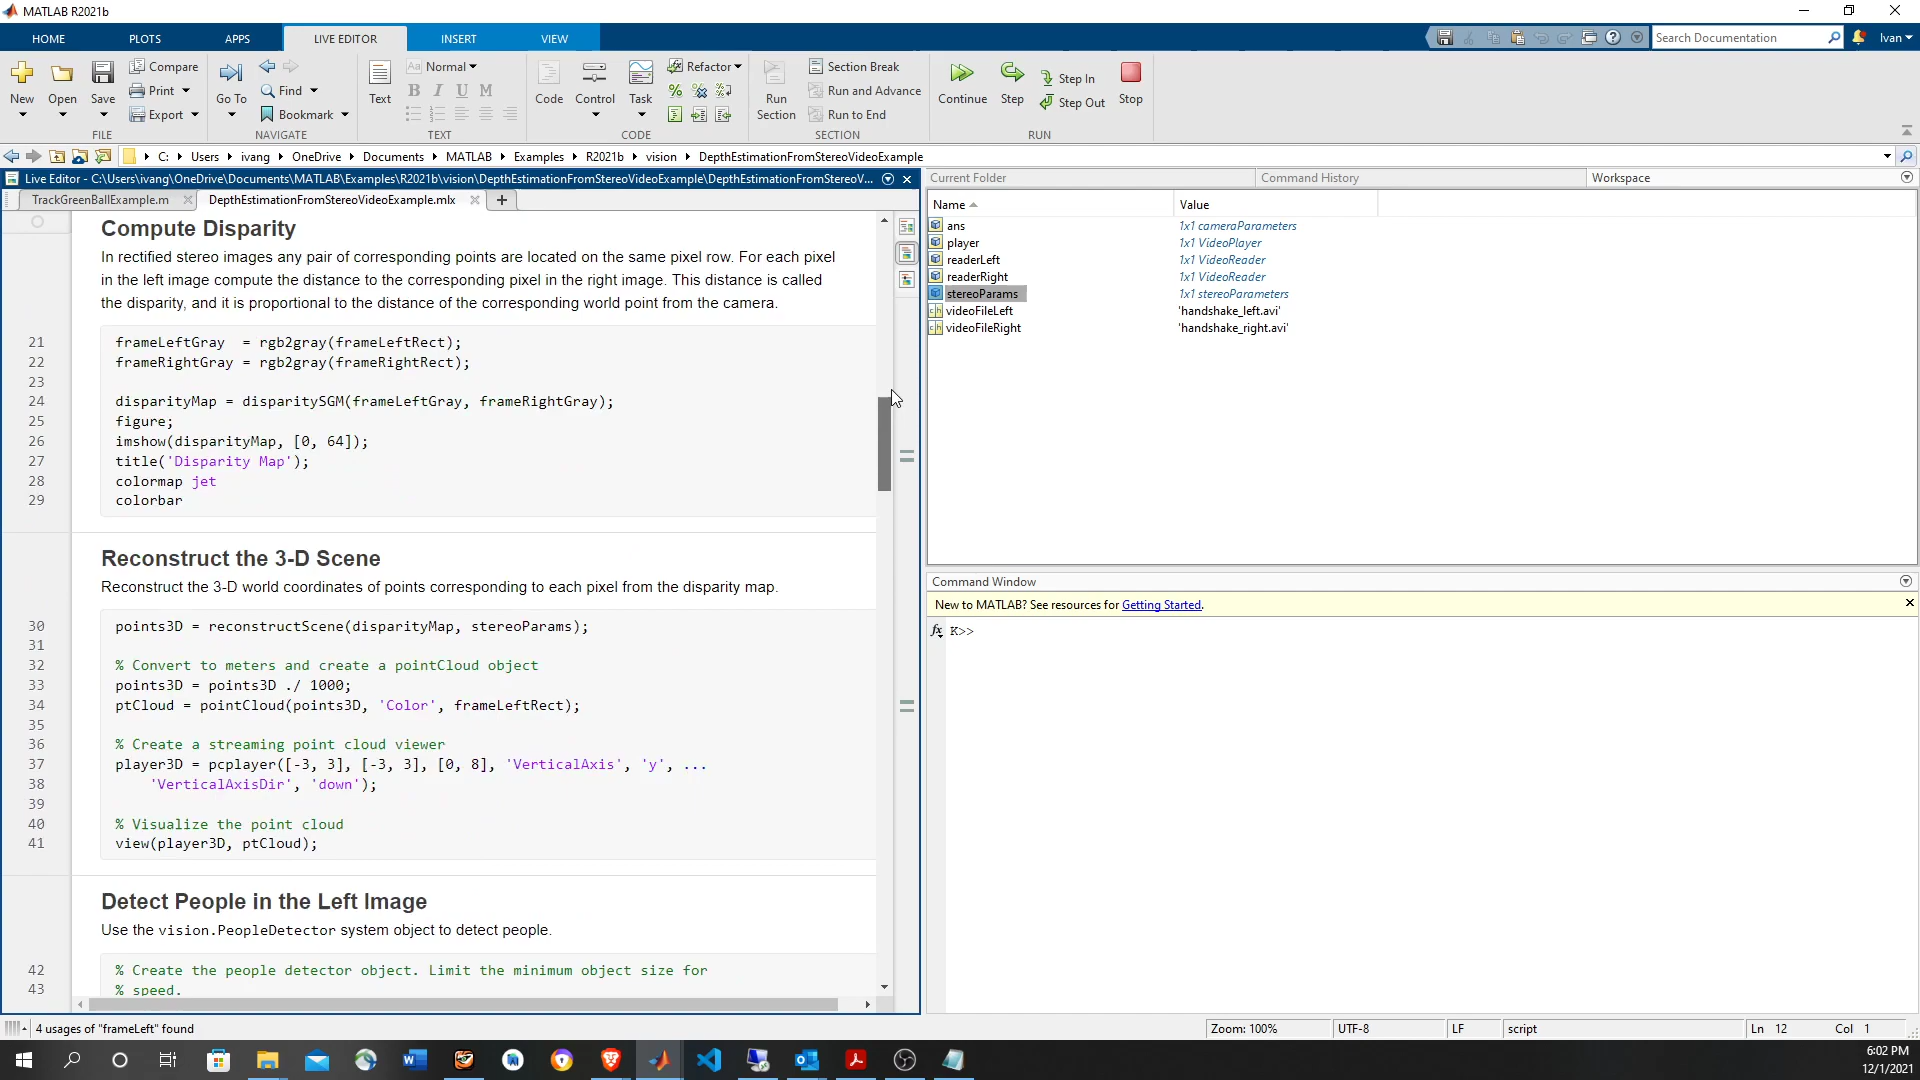 MATLAB R2021b
HOME PLOTS APPS LIVE EDITOR INSERT VIEW
Search Documentation
Ivan
New
Open
Save
Compare
Print
Export
FILE
Go To
Find
Bookmark
NAVIGATE
Text
Normal
B I U M
TEXT
Code
Control
Task
Refactor
CODE
Run Section
Section Break
Run and Advance
Run to End
SECTION
Continue
Step
Step In
Step Out
Stop
RUN
C: Users ivang OneDrive Documents MATLAB Examples R2021b vision DepthEstimationFromStereoVideoExample
Live Editor - C:\Users\ivang\OneDrive\Documents\MATLAB\Examples\R2021b\vision\DepthEstimationFromStereoVideoExample\DepthEstimationFromStereoV...
TrackGreenBallExample.m
DepthEstimationFromStereoVideoExample.mlx
Compute Disparity
In rectified stereo images any pair of corresponding points are located on the same pixel row. For each pixel
in the left image compute the distance to the corresponding pixel in the right image. This distance is called
the disparity, and it is proportional to the distance of the corresponding world point from the camera.
21 frameLeftGray  = rgb2gray(frameLeftRect);
22 frameRightGray = rgb2gray(frameRightRect);
23
24 disparityMap = disparitySGM(frameLeftGray, frameRightGray);
25 figure;
26 imshow(disparityMap, [0, 64]);
27 title('Disparity Map');
28 colormap jet
29 colorbar
Reconstruct the 3-D Scene
Reconstruct the 3-D world coordinates of points corresponding to each pixel from the disparity map.
30 points3D = reconstructScene(disparityMap, stereoParams);
31
32 % Convert to meters and create a pointCloud object
33 points3D = points3D ./ 1000;
34 ptCloud = pointCloud(points3D, 'Color', frameLeftRect);
35
36 % Create a streaming point cloud viewer
37 player3D = pcplayer([-3, 3], [-3, 3], [0, 8], 'VerticalAxis', 'y', ...
38 'VerticalAxisDir', 'down');
39
40 % Visualize the point cloud
41 view(player3D, ptCloud);
Detect People in the Left Image
Use the vision.PeopleDetector system object to detect people.
42 % Create the people detector object. Limit the minimum object size for
43 % speed.
Current Folder
Command History
Workspace
Name Value
ans 1x1 cameraParameters
player 1x1 VideoPlayer
readerLeft 1x1 VideoReader
readerRight 1x1 VideoReader
stereoParams 1x1 stereoParameters
videoFileLeft 'handshake_left.avi'
videoFileRight 'handshake_right.avi'
Command Window
New to MATLAB? See resources for Getting Started.
fx K>>
4 usages of "frameLeft" found
Zoom: 100% UTF-8 LF script Ln 12 Col 1
6:02 PM
12/1/2021